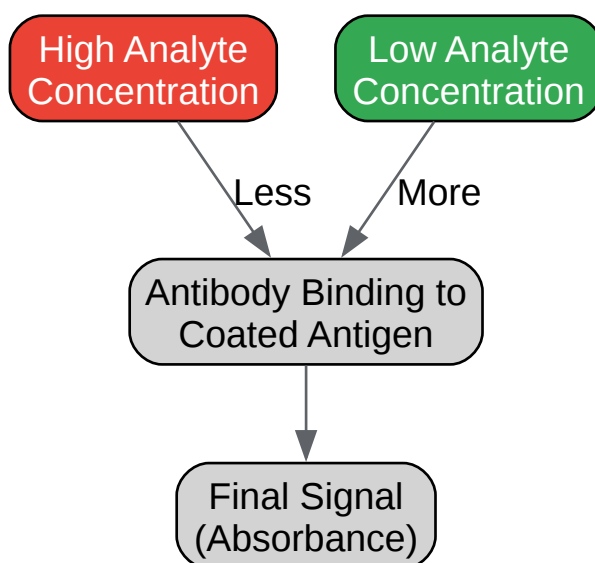 High Analyte
Concentration
Low Analyte
Concentration
Less
More
Antibody Binding to
Coated Antigen
Final Signal
(Absorbance)